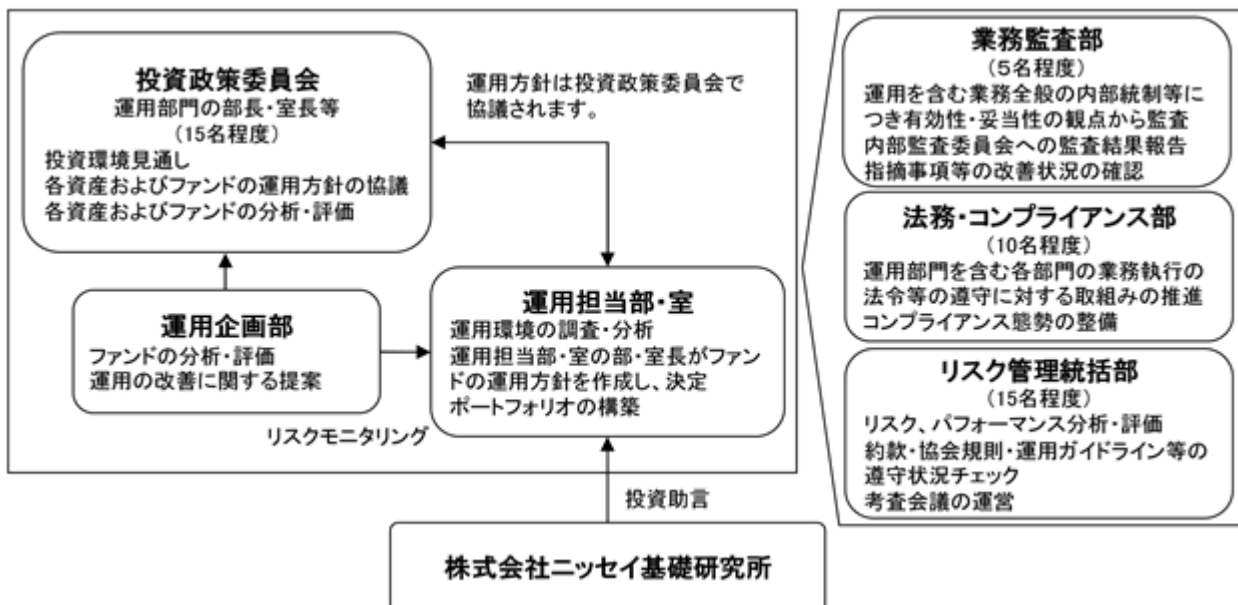 投資政策委員会
運用部門の部長・室長等
(15名程度)
投資環境見通し
各資産およびファンドの運用方針の協議
各資産およびファンドの分析・評価
運用方針は投資政策委員会で
協議されます。
運用企画部
ファンドの分析・評価
運用の改善に関する提案
リスクモニタリング
運用担当部・室
運用環境の調査・分析
運用担当部・室の部・室長がファン
ドの運用方針を作成し、決定
ポートフォリオの構築
投資助言
株式会社ニッセイ基礎研究所
業務監査部
(5名程度)
運用を含む業務全般の内部統制等に
つき有効性・妥当性の観点から監査
内部監査委員会への監査結果報告
指摘事項等の改善状況の確認
法務・コンプライアンス部
(10名程度)
運用部門を含む各部門の業務執行の
法令等の遵守に対する取組みの推進
コンプライアンス態勢の整備
リスク管理統括部
(15名程度)
リスク、パフォーマンス分析・評価
約款・協会規則・運用ガイドライン等の
遵守状況チェック
考査会議の運営